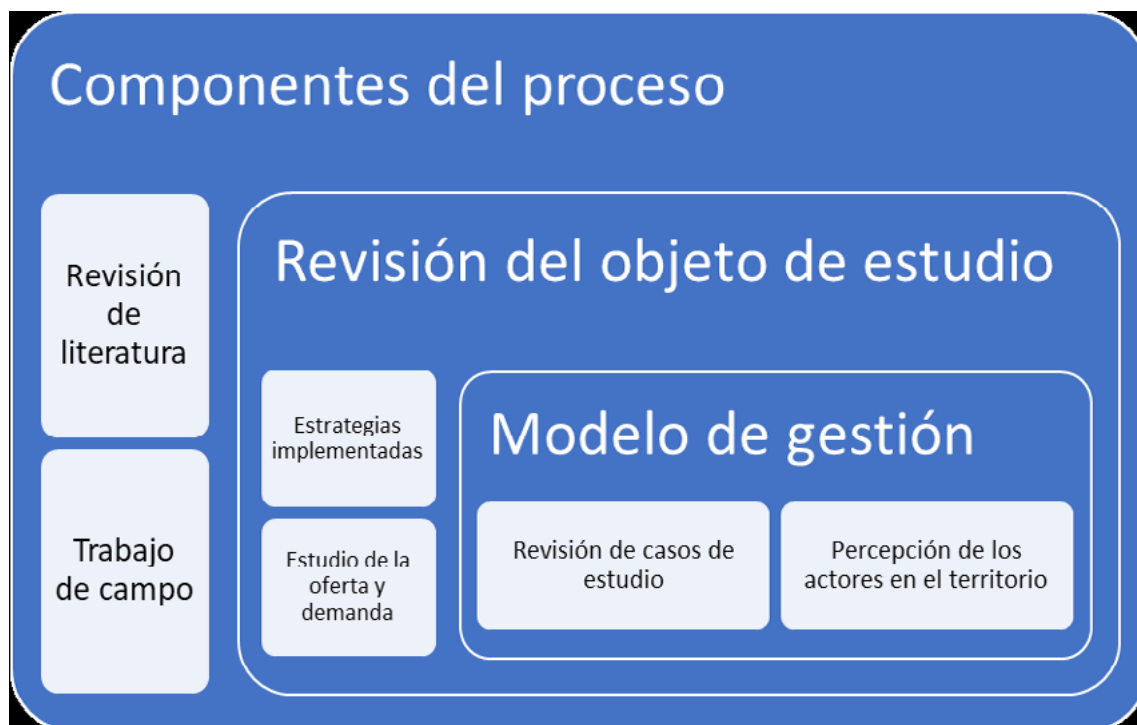 Componentes del proceso
Revisión
de
literatura
Trabajo
de campo
Revisión del objeto de estudio
Estrategias
implementadas
Estudio de la
oferta y
demanda
Modelo de gestión
Revisión de casos de
estudio
Percepción de los
actores en el territorio